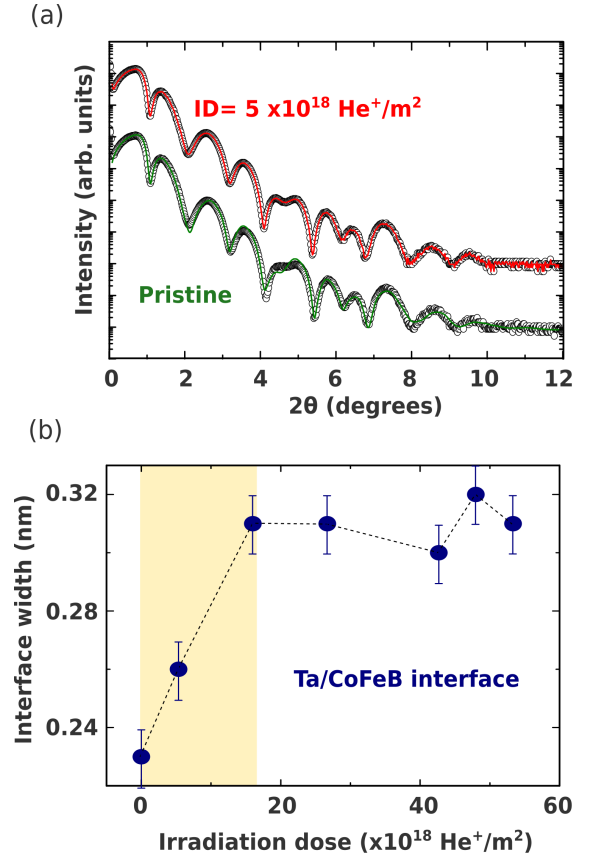 (a)
Intensity (arb. units)
ID= 5 x10¹⁸ He⁺/m²
Pristine
0 2 4 6 8 10 12
2θ (degrees)
(b)
Interface width (nm)
0.32
0.28
0.24
Ta/CoFeB interface
0 20 40 60
Irradiation dose (x10¹⁸ He⁺/m²)